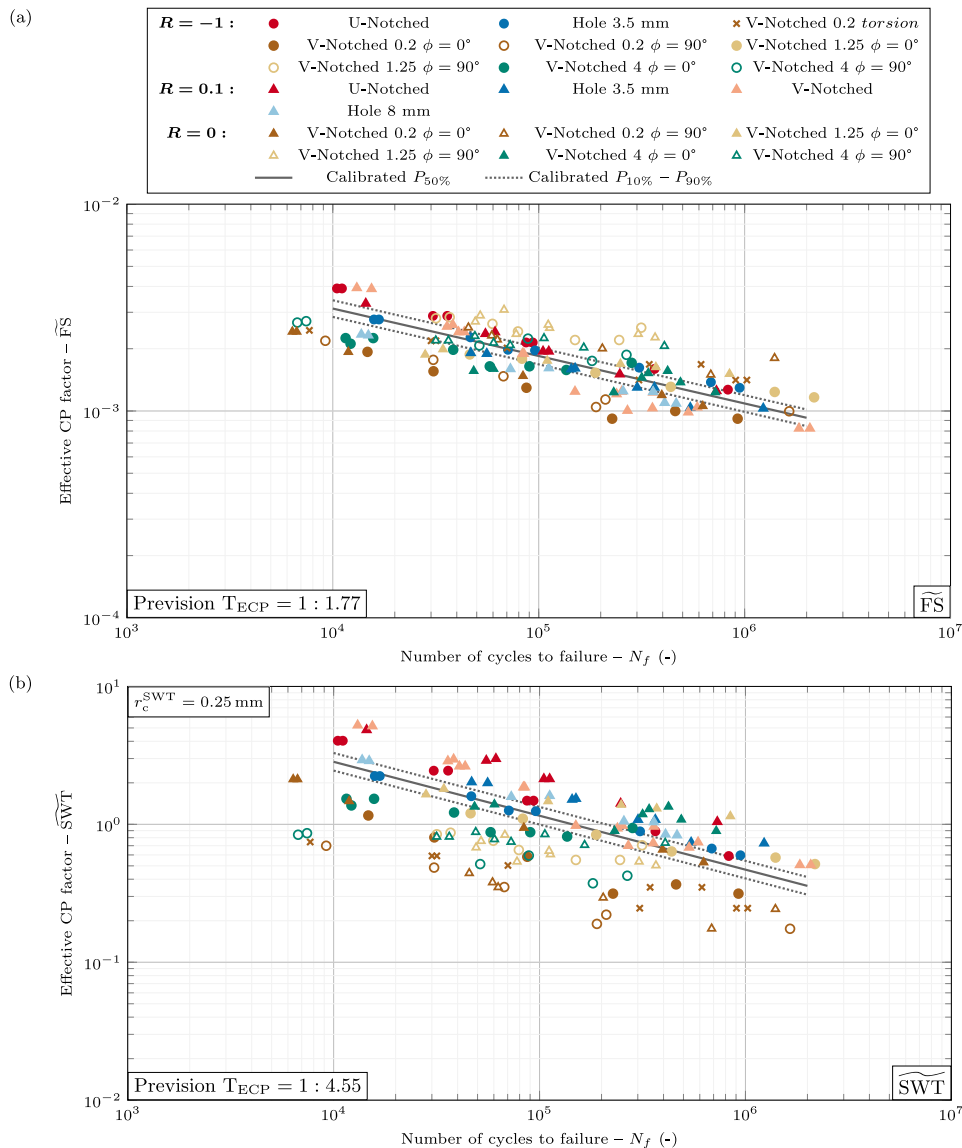 (a)
R = −1 : U-Notched Hole 3.5 mm V-Notched 0.2 torsion
V-Notched 0.2 ϕ = 0° V-Notched 0.2 ϕ = 90° V-Notched 1.25 ϕ = 0°
V-Notched 1.25 ϕ = 90° V-Notched 4 ϕ = 0° V-Notched 4 ϕ = 90°
R = 0.1 : U-Notched Hole 3.5 mm V-Notched
Hole 8 mm
R = 0 : V-Notched 0.2 ϕ = 0° V-Notched 0.2 ϕ = 90° V-Notched 1.25 ϕ = 0°
V-Notched 1.25 ϕ = 90° V-Notched 4 ϕ = 0° V-Notched 4 ϕ = 90°
Calibrated P50% Calibrated P10% − P90%
10−2
10−3
10−4
Effective CP factor – F̃S
Prevision TECP = 1 : 1.77
F̃S
10³ 10⁴ 10⁵ 10⁶ 10⁷
Number of cycles to failure – Nf (-)
(b)
rcSWT = 0.25 mm
10¹
10⁰
10−1
10−2
Effective CP factor – S̃WT
Prevision TECP = 1 : 4.55
S̃WT
10³ 10⁴ 10⁵ 10⁶ 10⁷
Number of cycles to failure – Nf (-)